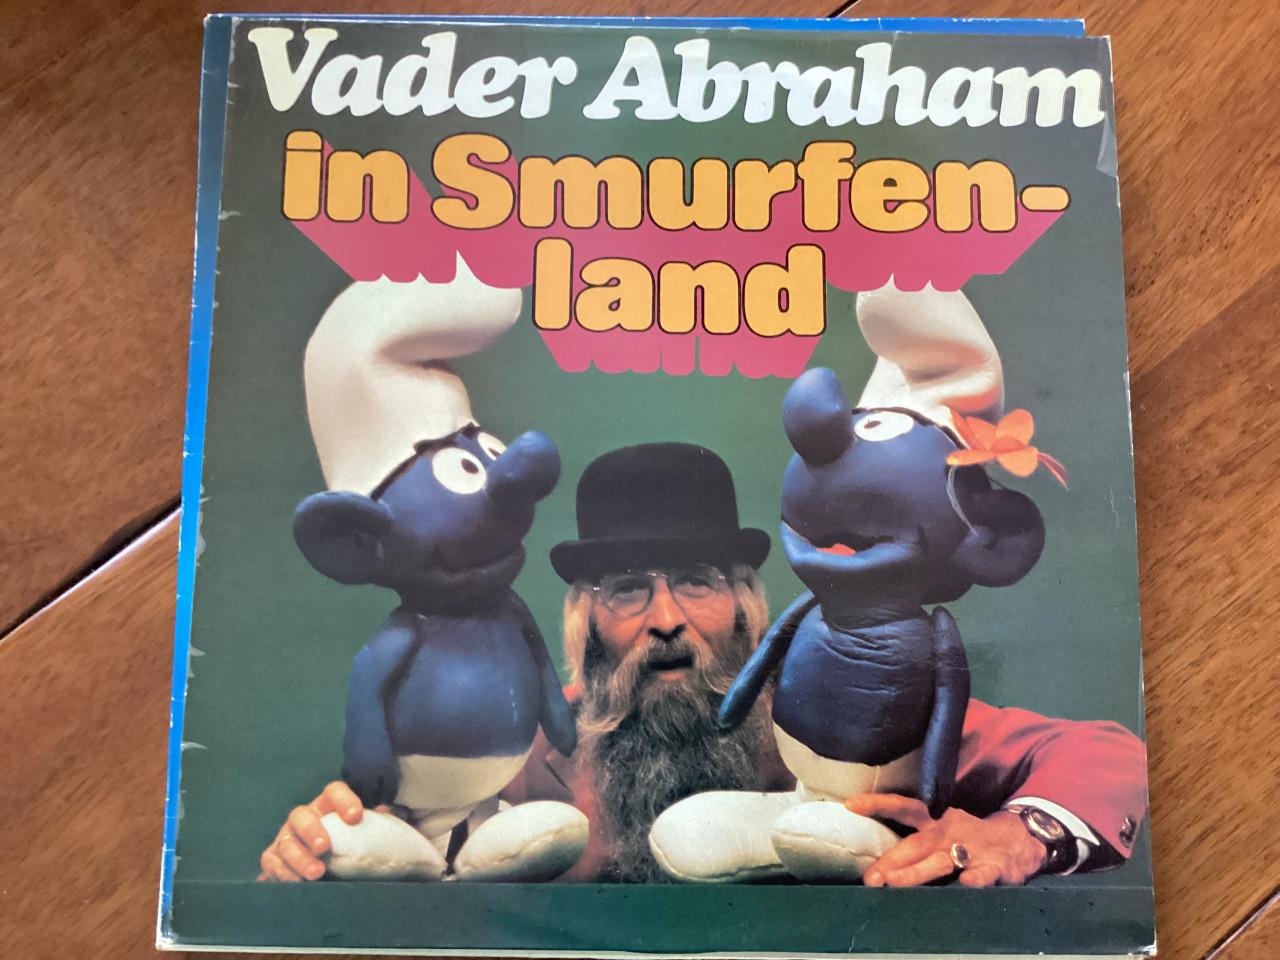 Vader Abraham
in Smurfen-
land